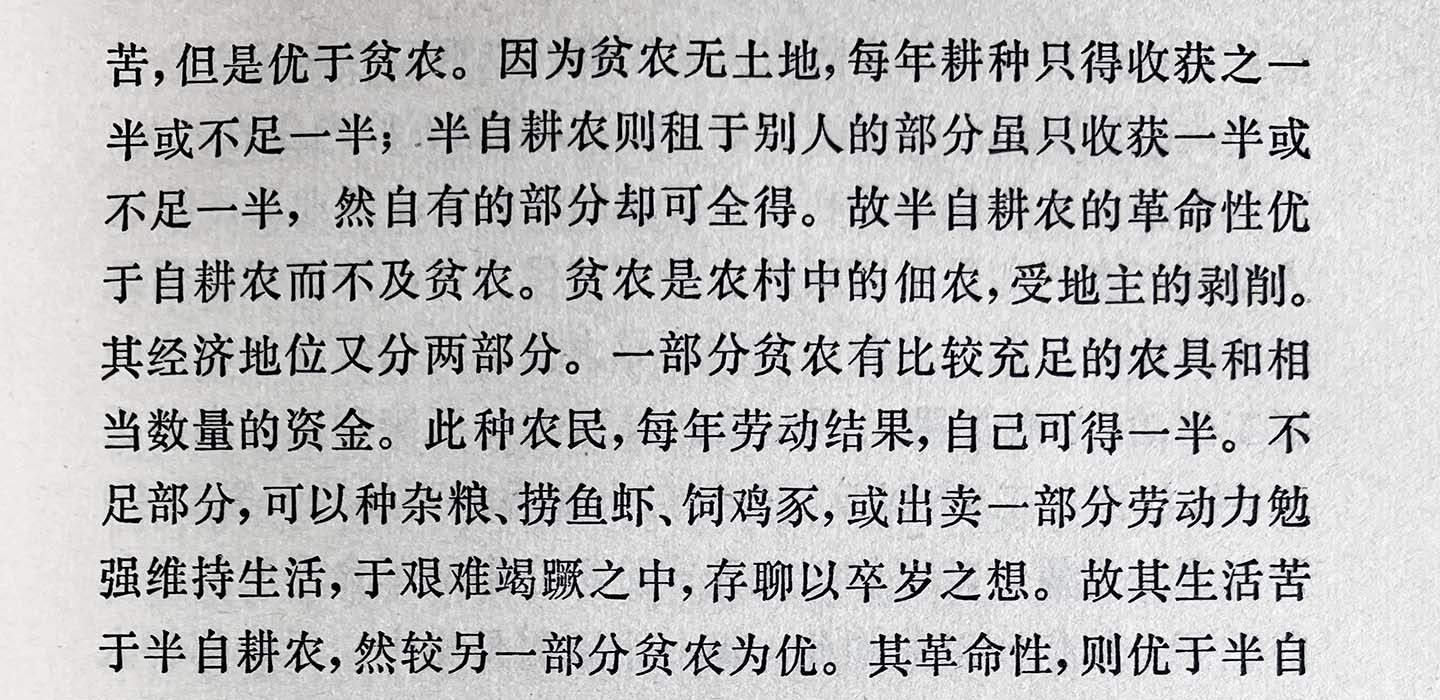 苦，但是优于贫农。因为贫农无土地，每年耕种只得收获之一
半或不足一半；半自耕农则租于别人的部分虽只收获一半或
不足一半，然自有的部分却可全得。故半自耕农的革命性优
于自耕农而不及贫农。贫农是农村中的佃农，受地主的剥削。
其经济地位又分两部分。一部分贫农有比较充足的农具和相
当数量的资金。此种农民，每年劳动结果，自己可得一半。不
足部分，可以种杂粮、捞鱼虾、饲鸡豕，或出卖一部分劳动力勉
强维持生活，于艰难竭蹶之中，存聊以卒岁之想。故其生活苦
于半自耕农，然较另一部分贫农为优。其革命性，则优于半自